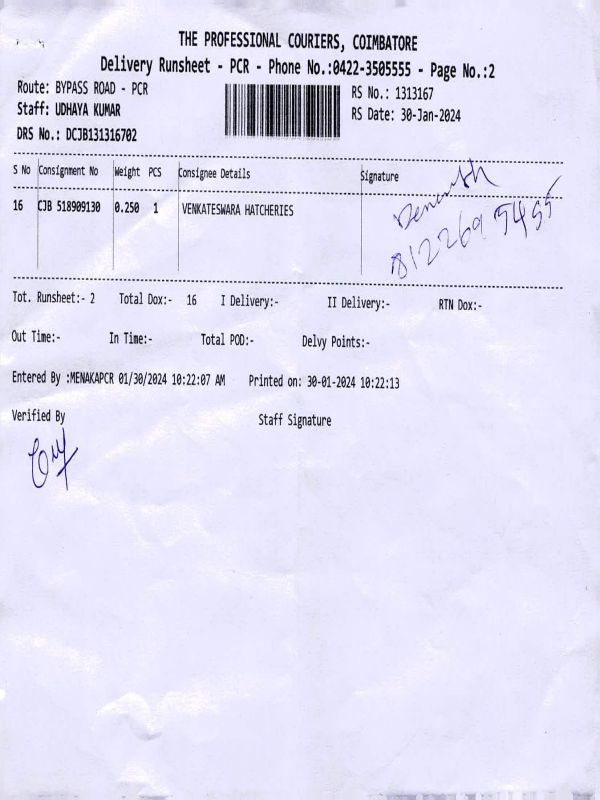 THE PROFESSIONAL COURIERS, COIMBATORE
Delivery Runsheet - PCR - Phone No.:0422-3505555 - Page No.:2
Route: BYPASS ROAD - PCR
RS No.: 1313167
Staff: UDHAYA KUMAR
RS Date: 30-Jan-2024
DRS No.: DCJB131316702
S No Consignment No Weight PCS Consignee Details Signature
16 CJB 518909130 0.250 1 VENKATESWARA HATCHERIES
Tot. Runsheet:- 2 Total Dox:- 16 I Delivery:- II Delivery:- RTN Dox:-
Out Time:- In Time:- Total POD:- Delvy Points:-
Entered By :MENAKAPCR 01/30/2024 10:22:07 AM Printed on: 30-01-2024 10:22:13
Verified By Staff Signature